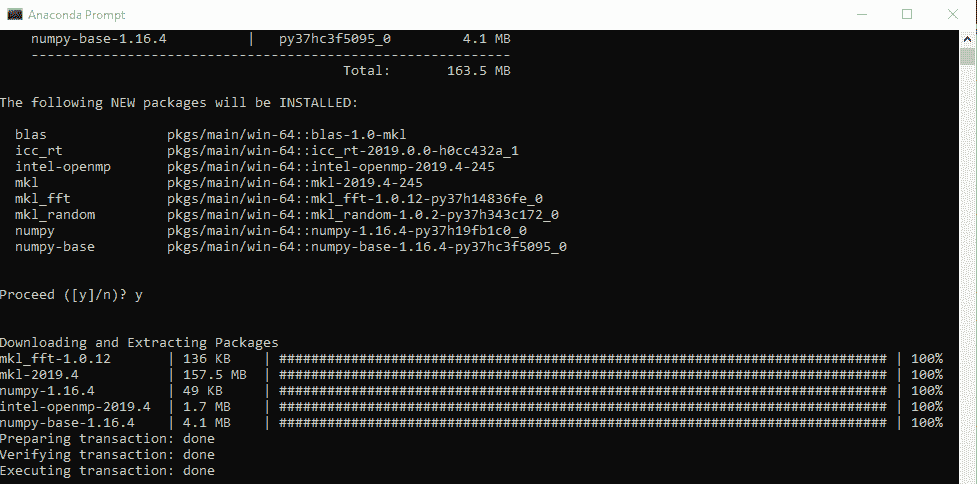 Anaconda Prompt
numpy-base-1.16.4 | py37hc3f5095_0 4.1 MB
------------------------------------------------------------
Total: 163.5 MB
The following NEW packages will be INSTALLED:
blas pkgs/main/win-64::blas-1.0-mkl
icc_rt pkgs/main/win-64::icc_rt-2019.0.0-h0cc432a_1
intel-openmp pkgs/main/win-64::intel-openmp-2019.4-245
mkl pkgs/main/win-64::mkl-2019.4-245
mkl_fft pkgs/main/win-64::mkl_fft-1.0.12-py37h14836fe_0
mkl_random pkgs/main/win-64::mkl_random-1.0.2-py37h343c172_0
numpy pkgs/main/win-64::numpy-1.16.4-py37h19fb1c0_0
numpy-base pkgs/main/win-64::numpy-base-1.16.4-py37hc3f5095_0
Proceed ([y]/n)? y
Downloading and Extracting Packages
mkl_fft-1.0.12 | 136 KB | ############################################################################ | 100%
mkl-2019.4 | 157.5 MB | ############################################################################ | 100%
numpy-1.16.4 | 49 KB | ############################################################################ | 100%
intel-openmp-2019.4 | 1.7 MB | ############################################################################ | 100%
numpy-base-1.16.4 | 4.1 MB | ############################################################################ | 100%
Preparing transaction: done
Verifying transaction: done
Executing transaction: done